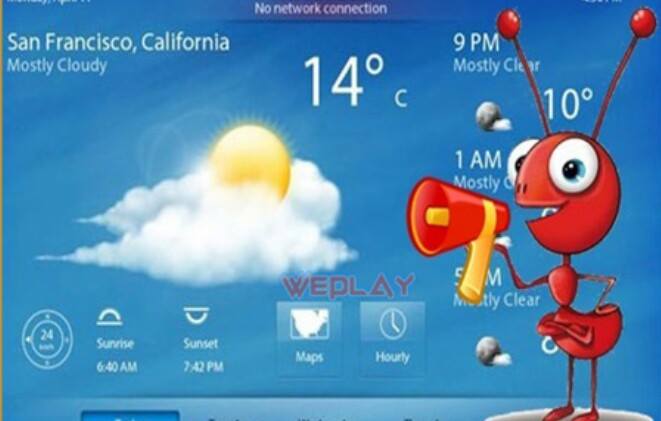 No network connection
San Francisco, California
Mostly Cloudy
14° C
9 PM
Mostly Clear
10°
1 AM
Mostly
WEPLAY
Mostly Clear
24
Sunrise
6:40 AM
Sunset
7:42 PM
Maps
Hourly